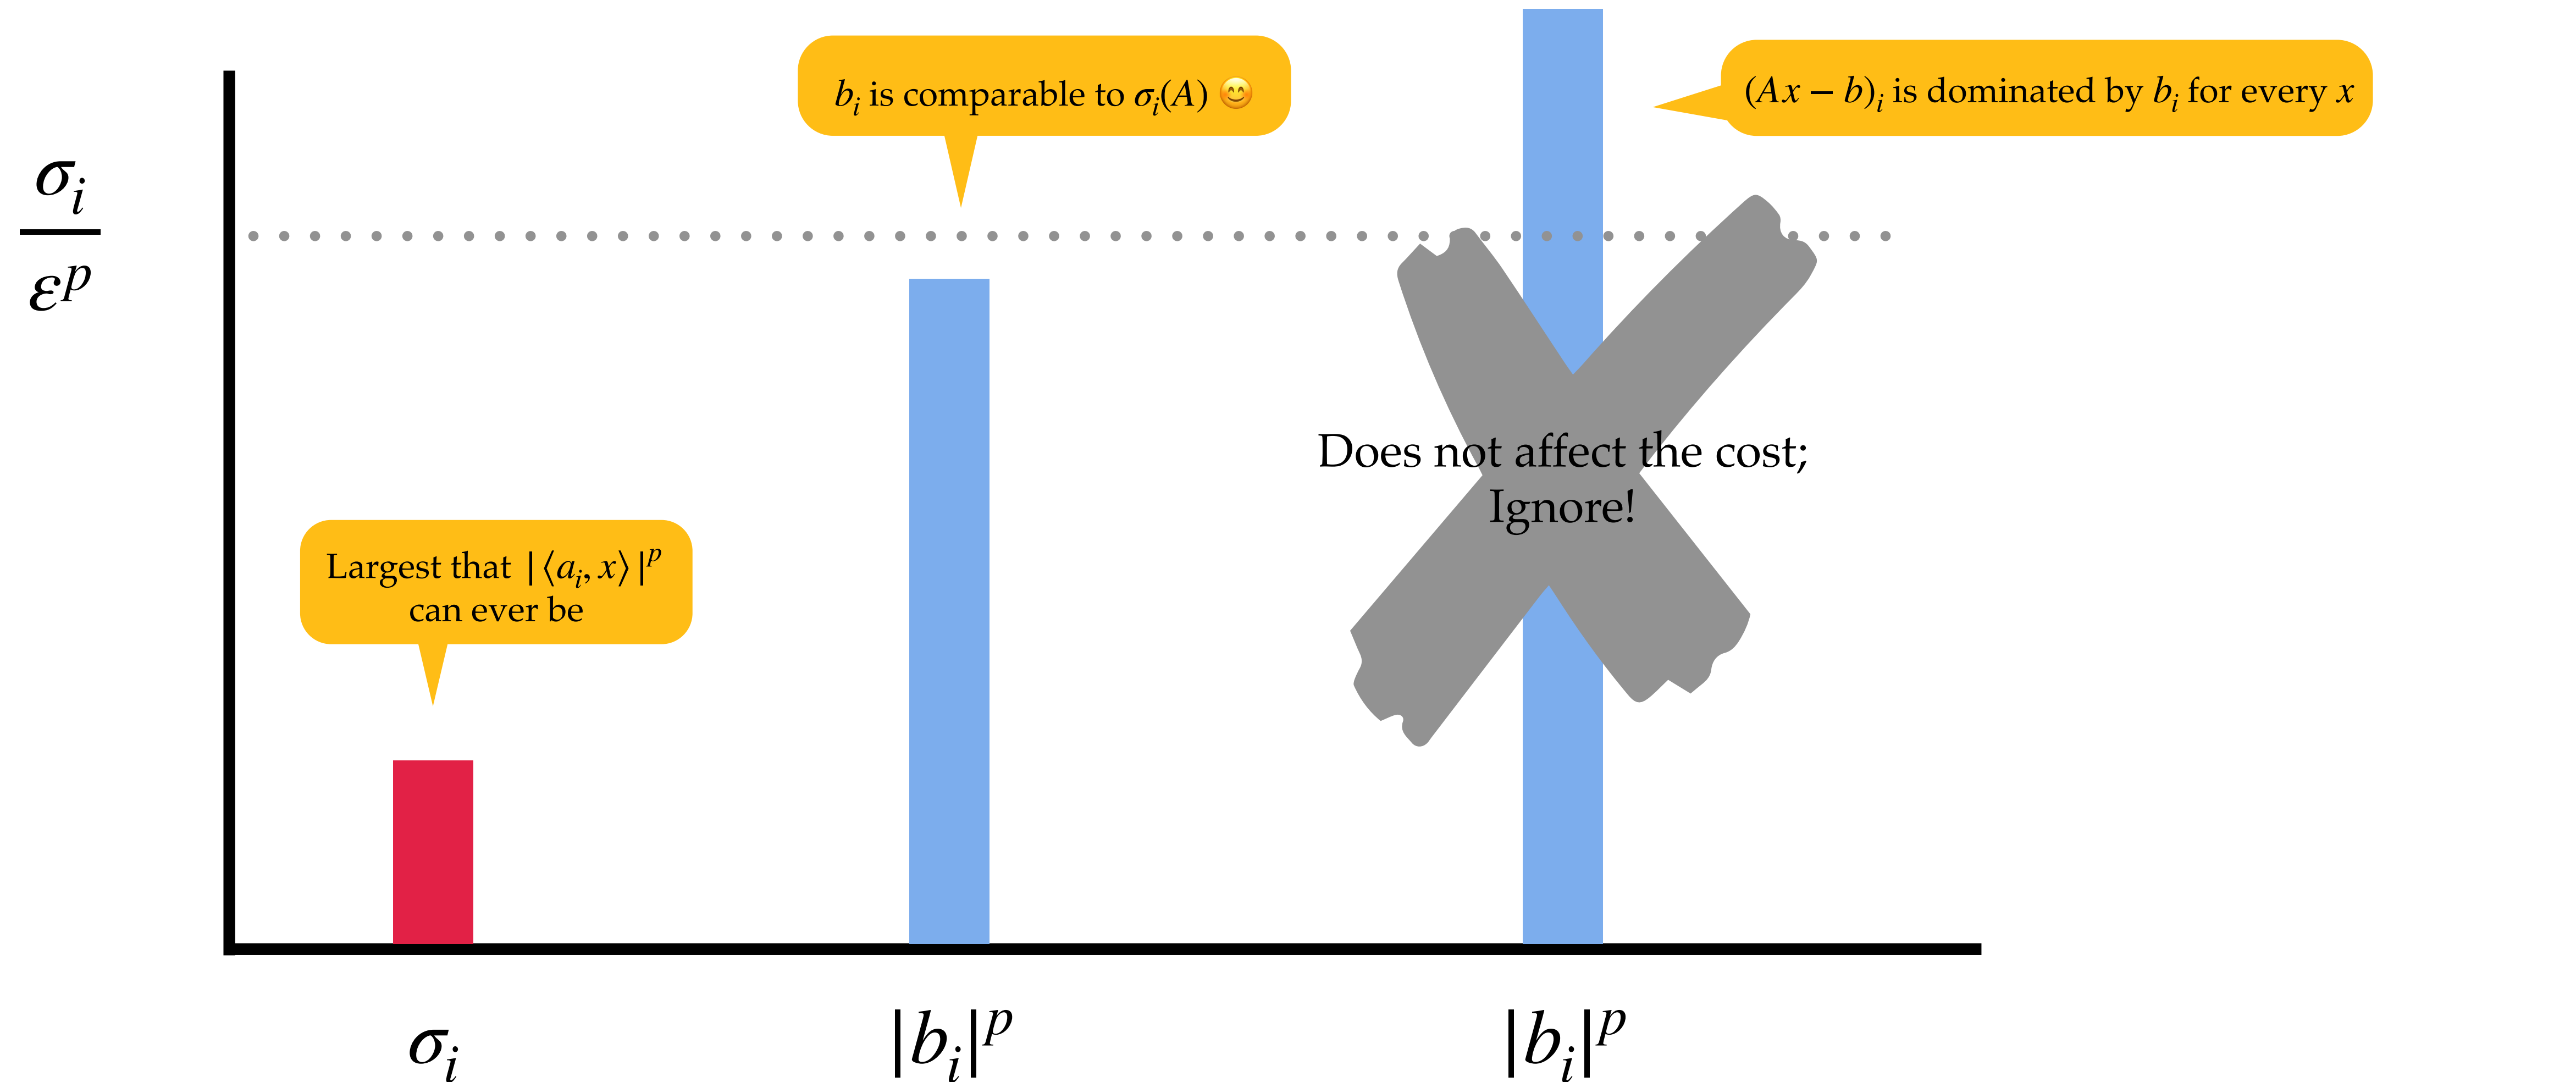 b_i is comparable to σ_i(A) 😊
(Ax − b)_i is dominated by b_i for every x
σ_i
ε^p
Does not affect the cost;
Ignore!
Largest that |⟨a_i, x⟩|^p
can ever be
σ_i
|b_i|^p
|b_i|^p